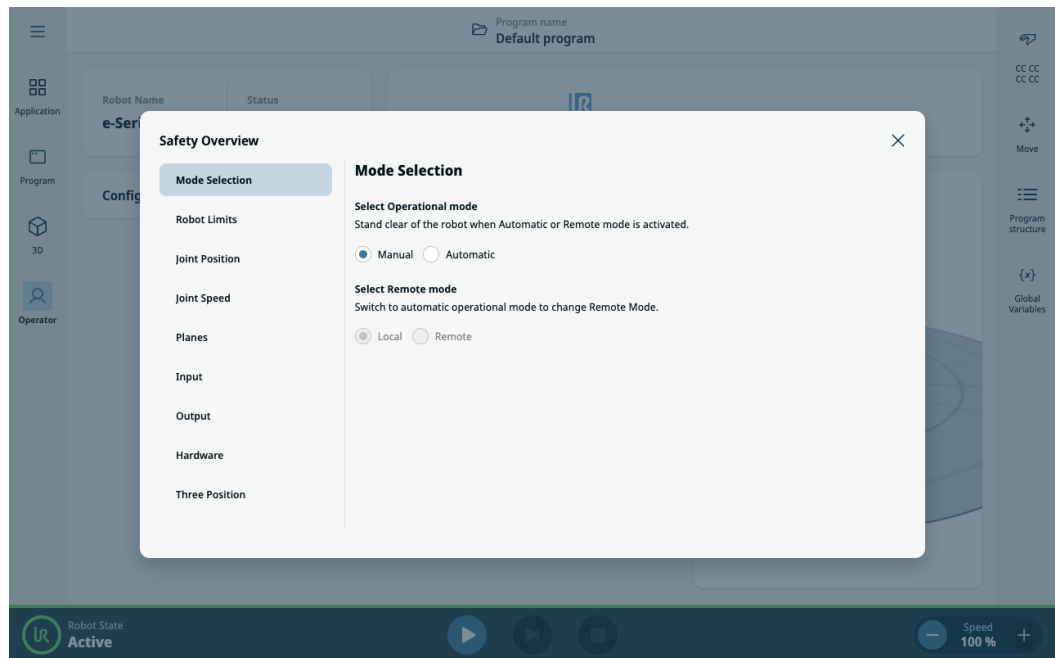 Program name
Default program
Application
Program
3D
Operator
Robot Name
Status
e-Seri
Config
Safety Overview
Mode Selection
Robot Limits
Joint Position
Joint Speed
Planes
Input
Output
Hardware
Three Position
Mode Selection
Select Operational mode
Stand clear of the robot when Automatic or Remote mode is activated.
Manual Automatic
Select Remote mode
Switch to automatic operational mode to change Remote Mode.
Local Remote
CC CC
CC CC
Move
Program
structure
{x}
Global
Variables
Robot State
Active
Speed
100 %